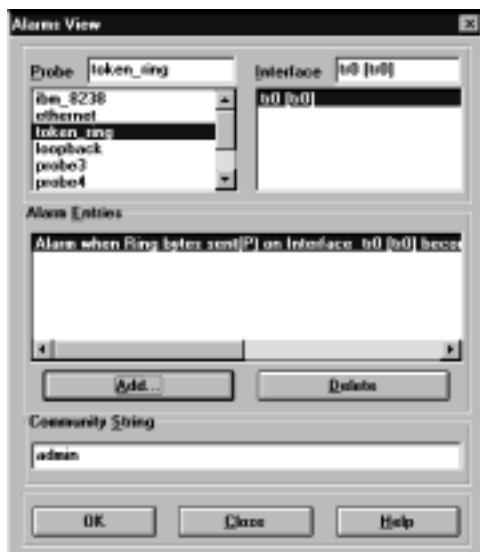 Alarms View
Probe token_ring
Interface tr0 [tr0]
ibm_8238
ethernet
token_ring
loopback
probe3
probe4
tr0 [tr0]
Alarm Entries
Alarm when Ring bytes sent(P) on Interface tr0 [tr0] becom
Add...
Delete
Community String
admin
OK
Close
Help